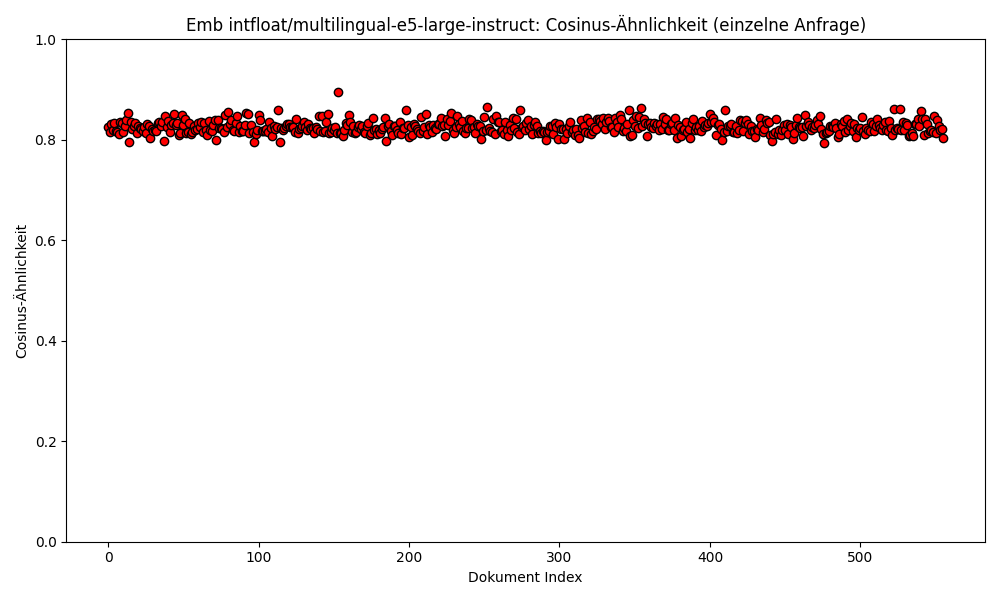 Emb intfloat/multilingual-e5-large-instruct: Cosinus-Ähnlichkeit (einzelne Anfrage)
Cosinus-Ähnlichkeit
1.0
0.8
0.6
0.4
0.2
0.0
0 100 200 300 400 500
Dokument Index